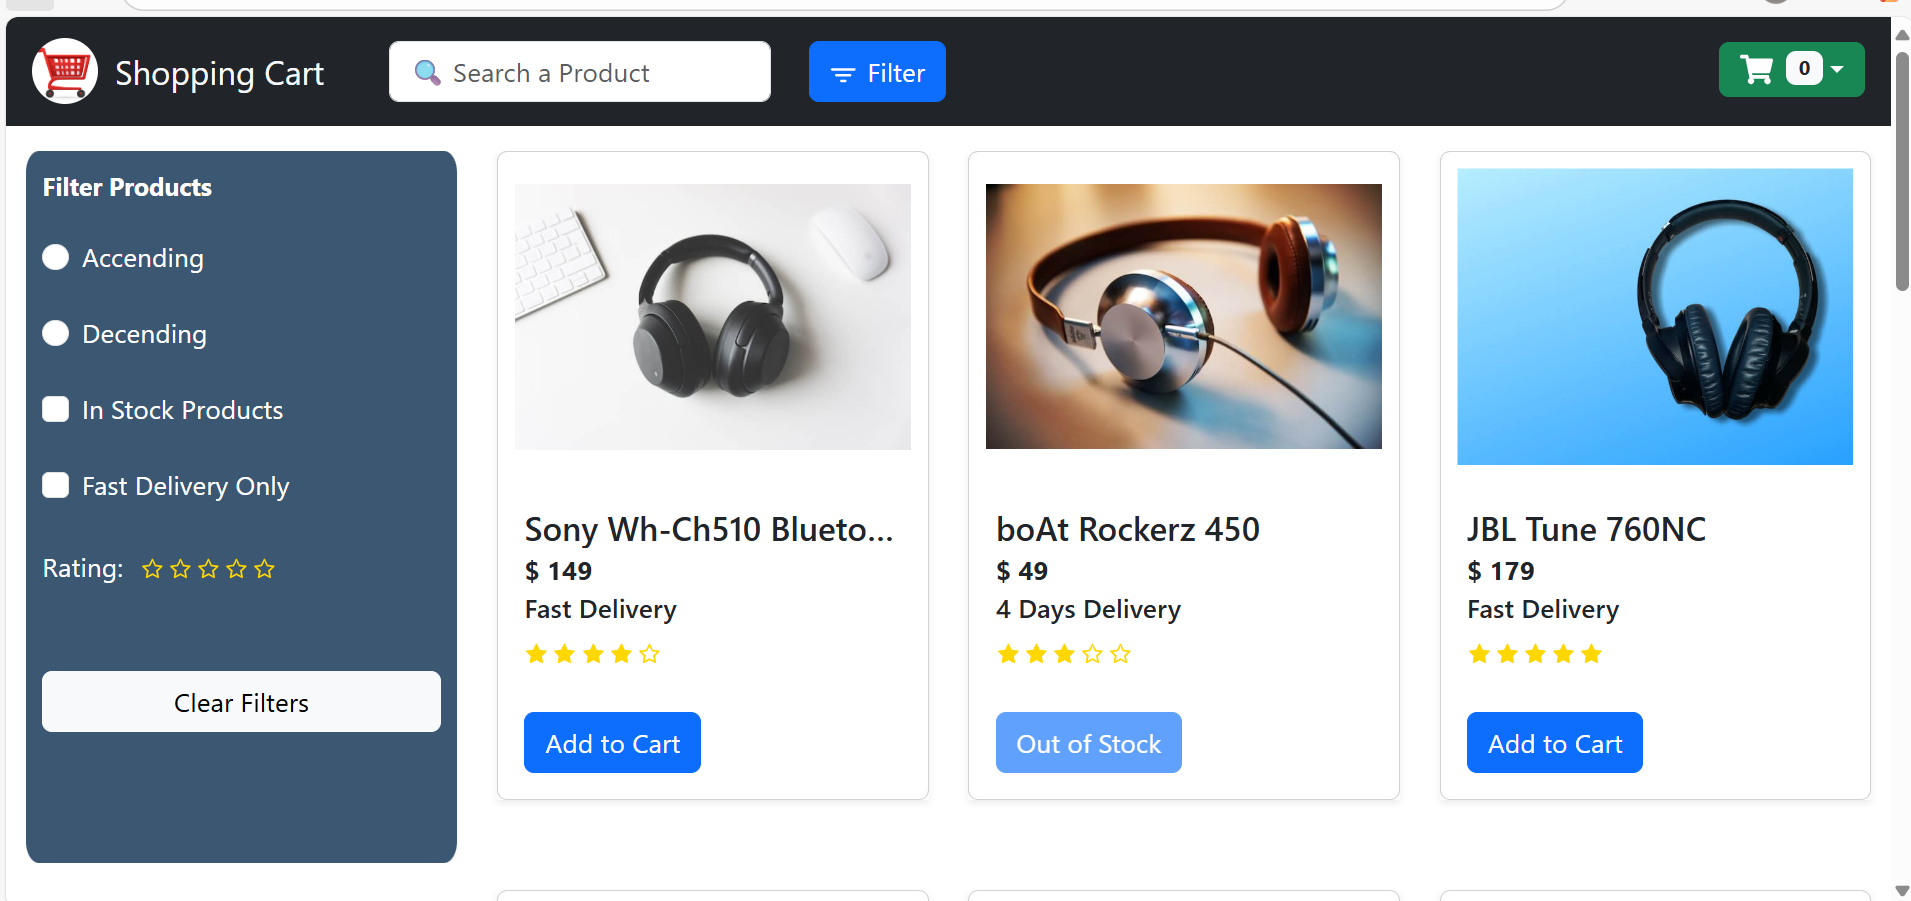 Shopping Cart
Search a Product
Filter
0
Filter Products
Accending
Decending
In Stock Products
Fast Delivery Only
Rating:
Clear Filters
Sony Wh-Ch510 Blueto...
$ 149
Fast Delivery
Add to Cart
boAt Rockerz 450
$ 49
4 Days Delivery
Out of Stock
JBL Tune 760NC
$ 179
Fast Delivery
Add to Cart